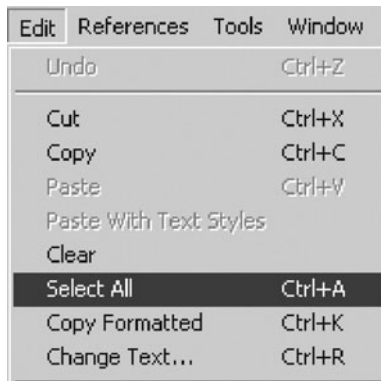 Edit References Tools Window
Undo Ctrl+Z
Cut Ctrl+X
Copy Ctrl+C
Paste Ctrl+V
Paste With Text Styles
Clear
Select All Ctrl+A
Copy Formatted Ctrl+K
Change Text... Ctrl+R